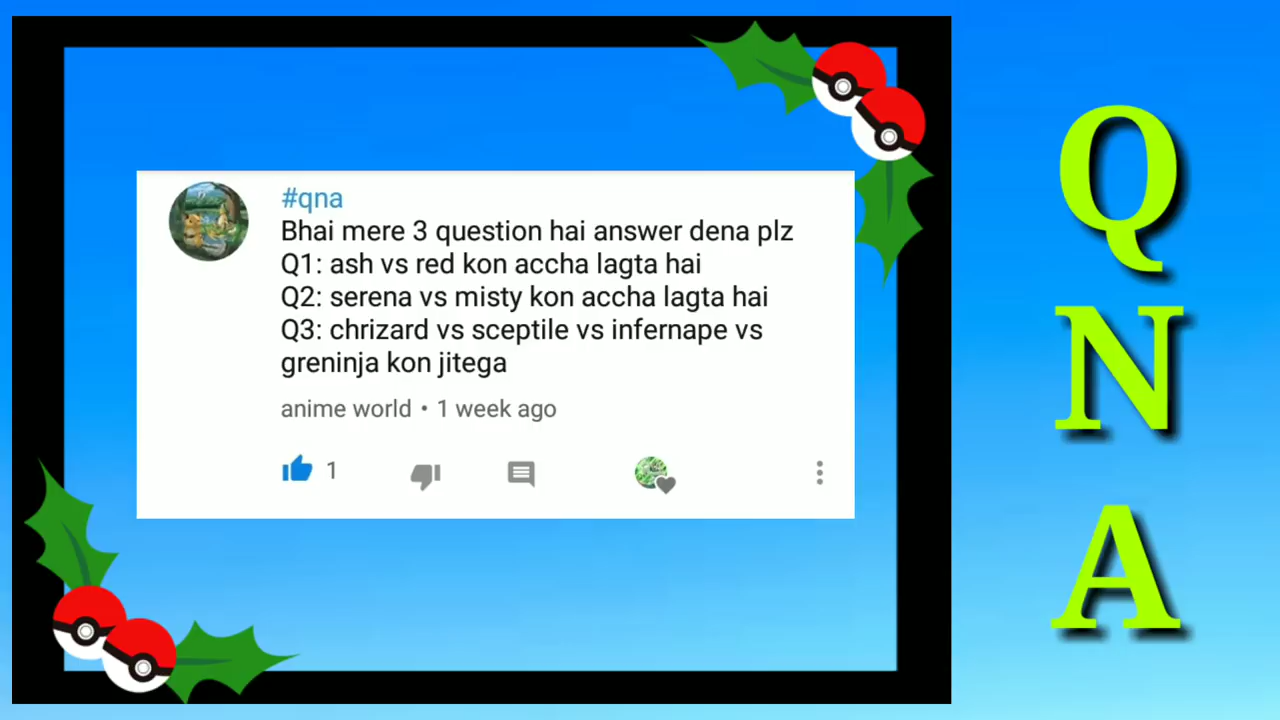 #qna
Bhai mere 3 question hai answer dena plz
Q1: ash vs red kon accha lagta hai
Q2: serena vs misty kon accha lagta hai
Q3: chrizard vs sceptile vs infernape vs
greninja kon jitega
anime world • 1 week ago
1
Q
N
A